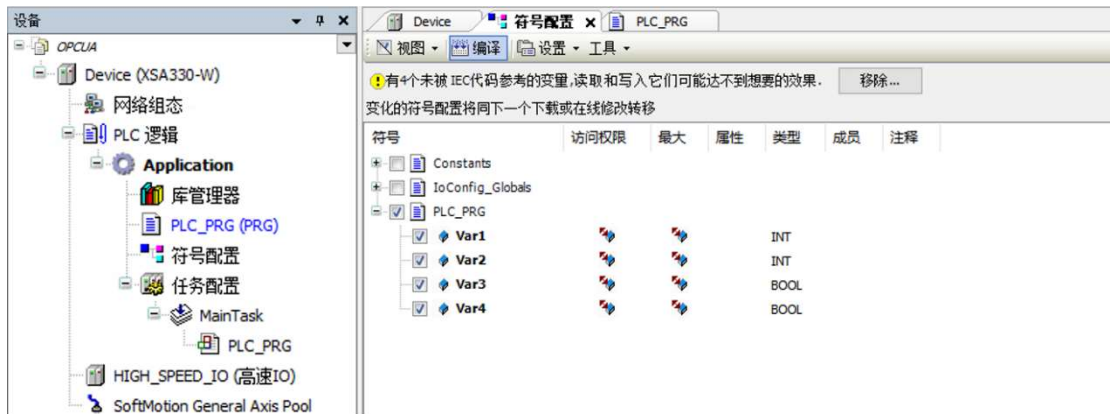 设备
OPCUA
Device (XSA330-W)
网络组态
PLC 逻辑
Application
库管理器
PLC_PRG (PRG)
符号配置
任务配置
MainTask
PLC_PRG
HIGH_SPEED_IO (高速IO)
SoftMotion General Axis Pool
Device 符号配置 PLC_PRG
视图 编译 设置 工具
有4个未被 IEC代码参考的变量,读取和写入它们可能达不到想要的效果. 移除...
变化的符号配置将同下一个下载或在线修改转移
符号 访问权限 最大 属性 类型 成员 注释
Constants
IoConfig_Globals
PLC_PRG
Var1 INT
Var2 INT
Var3 BOOL
Var4 BOOL